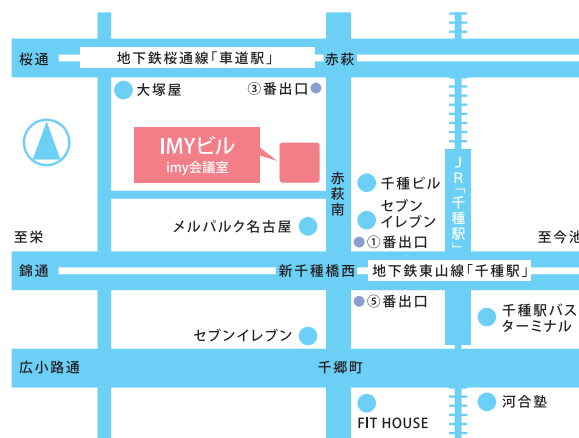 桜通
地下鉄桜通線「車道駅」
赤萩
大塚屋
③番出口
IMYビル
imy会議室
赤萩南
千種ビル
セブン
イレブン
JR「千種駅」
メルパルク名古屋
①番出口
至栄
至今池
錦通
新千種橋西
地下鉄東山線「千種駅」
⑤番出口
千種駅バス
ターミナル
セブンイレブン
広小路通
千郷町
FIT HOUSE
河合塾